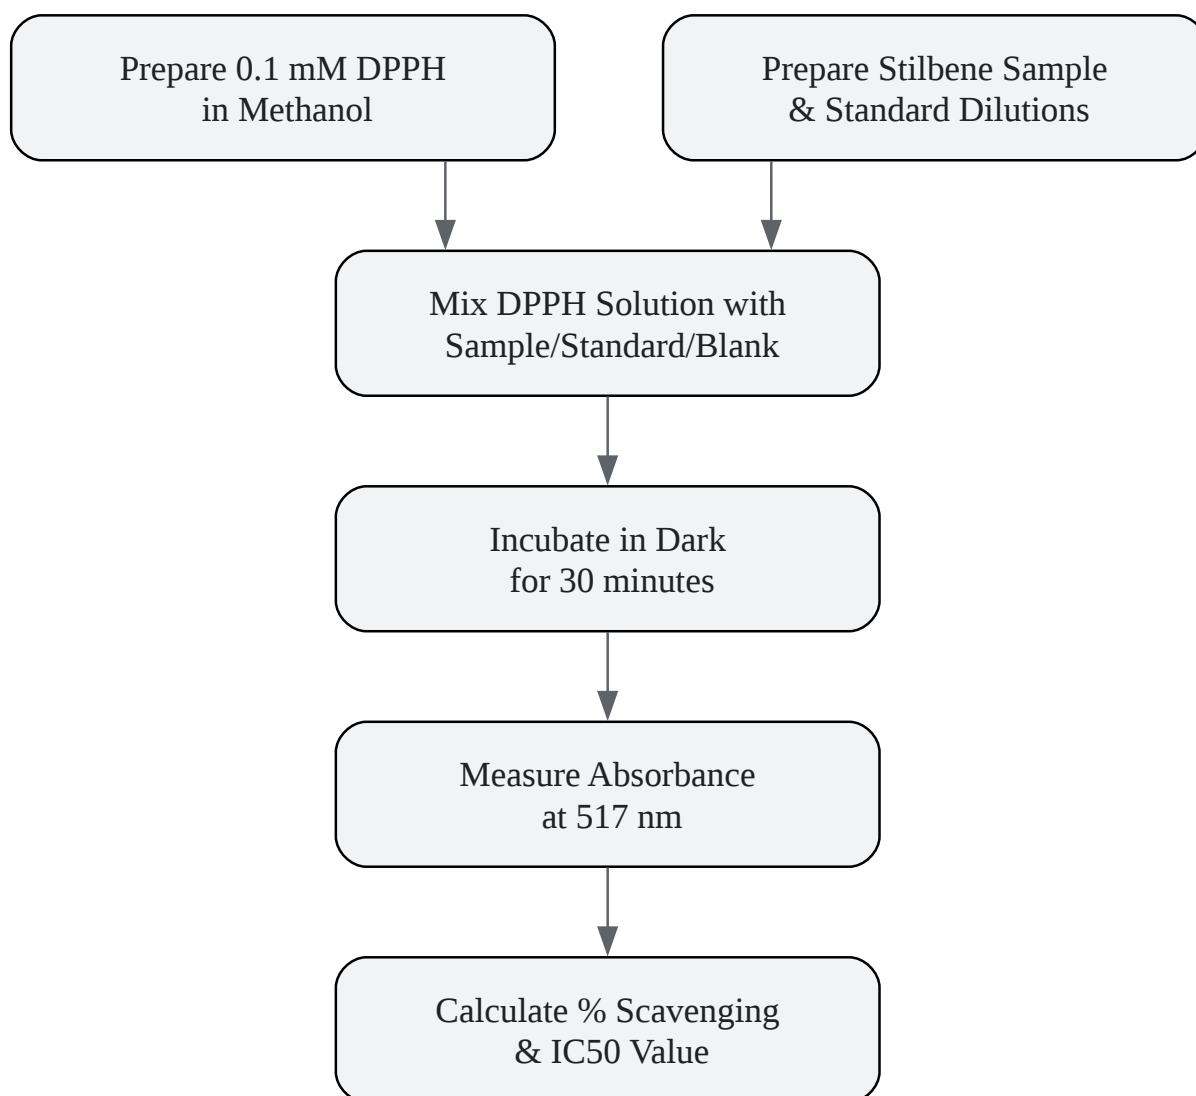 Prepare 0.1 mM DPPH
in Methanol
Prepare Stilbene Sample
& Standard Dilutions
Mix DPPH Solution with
Sample/Standard/Blank
Incubate in Dark
for 30 minutes
Measure Absorbance
at 517 nm
Calculate % Scavenging
& IC50 Value